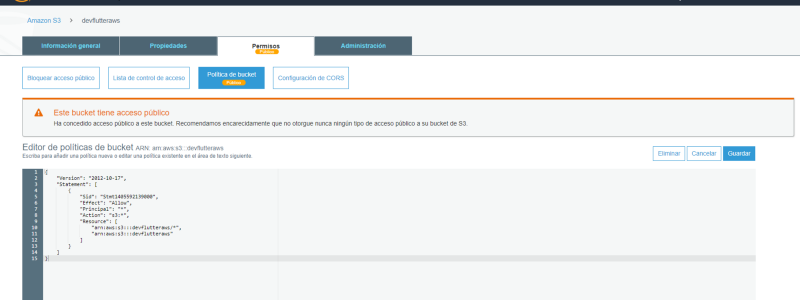 Amazon S3 > devflutteraws
Información general
Propiedades
Permisos
Público
Administración
Bloquear acceso público
Lista de control de acceso
Política de bucket
Público
Configuración de CORS
Este bucket tiene acceso público
Ha concedido acceso público a este bucket. Recomendamos encarecidamente que no otorgue nunca ningún tipo de acceso público a su bucket de S3.
Editor de políticas de bucket ARN: arn:aws:s3:::devflutteraws
Escriba para añadir una política nueva o editar una política existente en el área de texto siguiente.
Eliminar
Cancelar
Guardar
1 {
2 "Version": "2012-10-17",
3 "Statement": [
4 {
5 "Sid": "Stmt1405592139000",
6 "Effect": "Allow",
7 "Principal": "*",
8 "Action": "s3:*",
9 "Resource": [
10 "arn:aws:s3:::devflutteraws/*",
11 "arn:aws:s3:::devflutteraws"
12 ]
13 }
14 ]
15 }